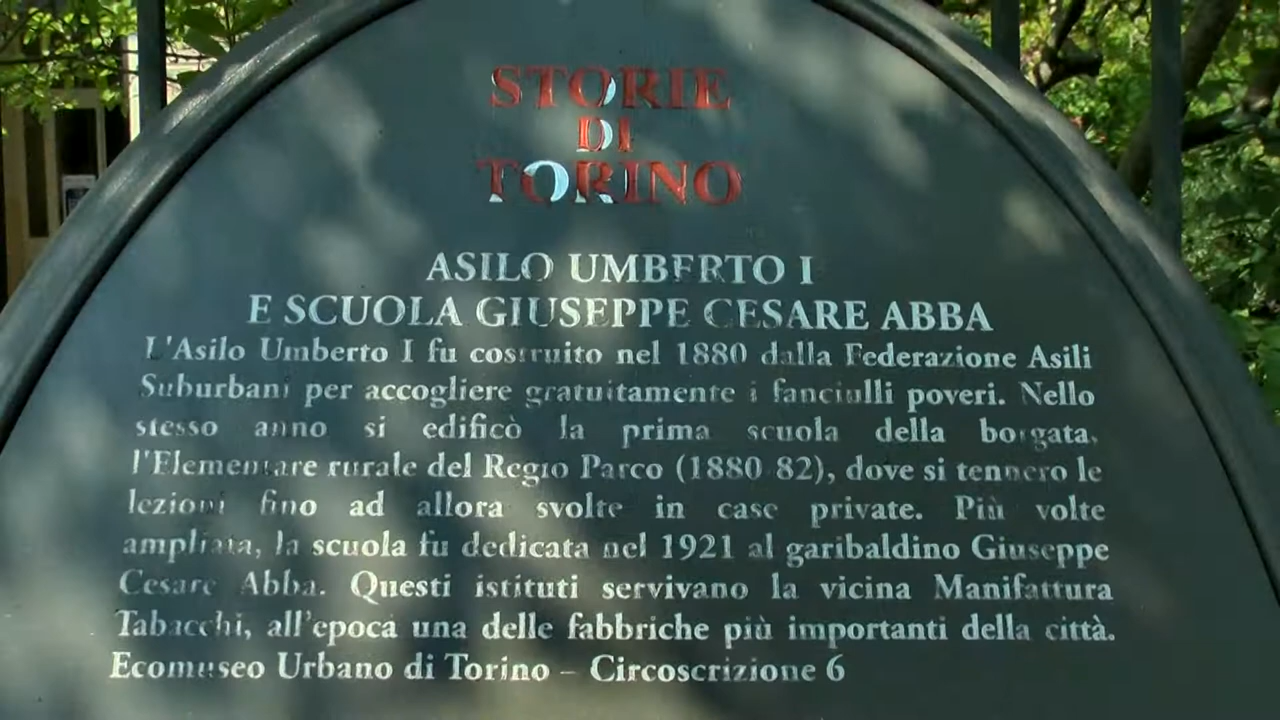 STORIE
DI
TORINO
ASILO UMBERTO I
E SCUOLA GIUSEPPE CESARE ABBA
L'Asilo Umberto I fu costruito nel 1880 dalla Federazione Asili
Suburbani per accogliere gratuitamente i fanciulli poveri. Nello
stesso anno si edificò la prima scuola della borgata,
l'Elementare rurale del Regio Parco (1880-82), dove si tennero le
lezioni fino ad allora svolte in case private. Più volte
ampliata, la scuola fu dedicata nel 1921 al garibaldino Giuseppe
Cesare Abba. Questi istituti servivano la vicina Manifattura
Tabacchi, all'epoca una delle fabbriche più importanti della città.
Ecomuseo Urbano di Torino – Circoscrizione 6